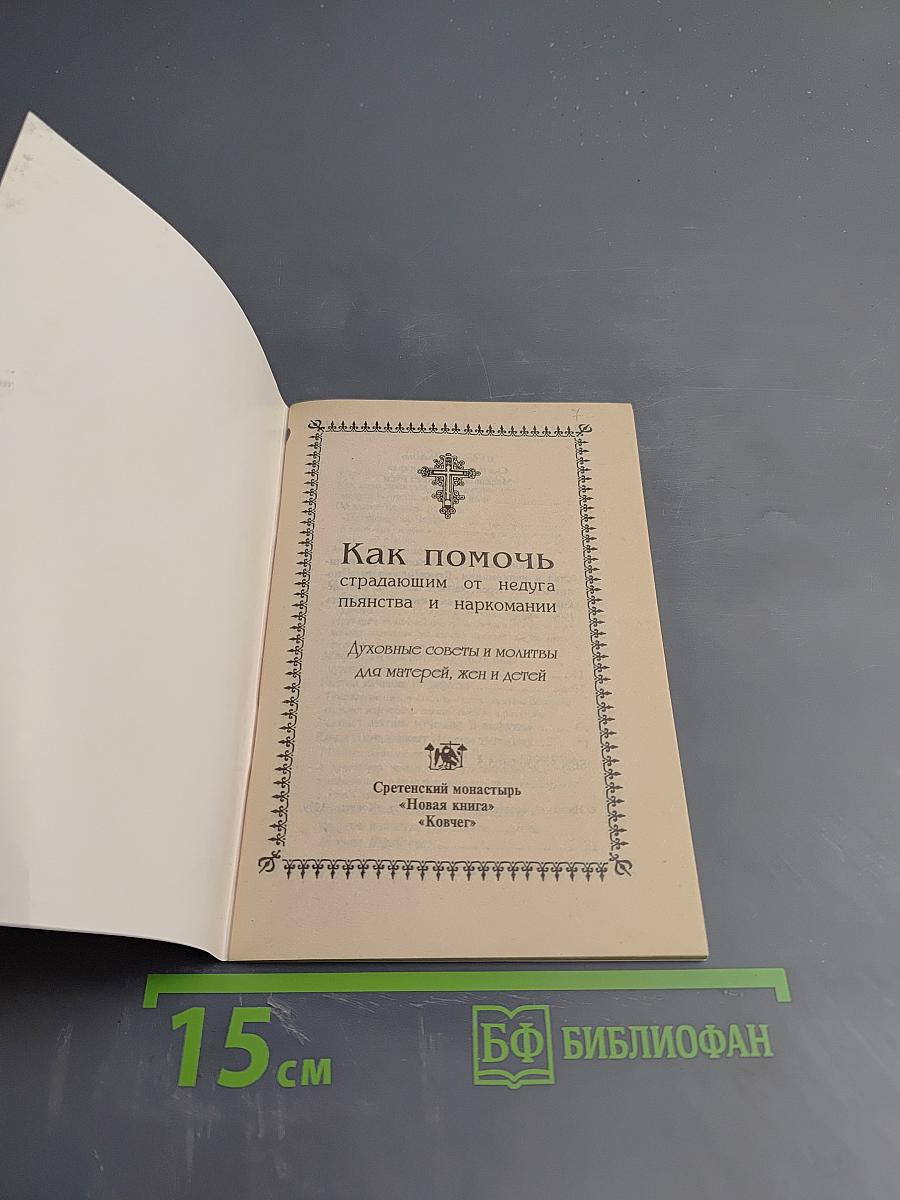 7
Как помочь
страдающим от недуга
пьянства и наркомании
Духовные советы и молитвы
для матерей, жен и детей
Сретенский монастырь
«Новая книга»
«Ковчег»
15 см
БФ БИБЛИОФАН